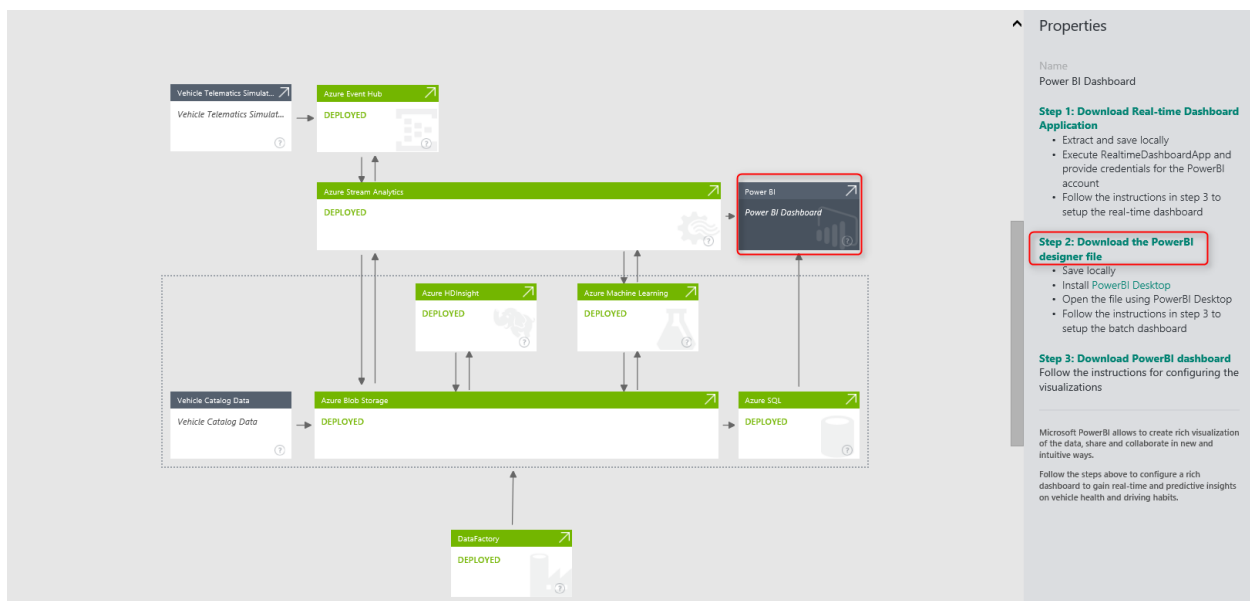 Vehicle Telematics Simulat...
Vehicle Telematics Simulat...
?
Azure Event Hub
DEPLOYED
?
Azure Stream Analytics
DEPLOYED
?
Power BI
Power BI Dashboard
?
Azure HDInsight
DEPLOYED
?
Azure Machine Learning
DEPLOYED
?
Vehicle Catalog Data
Vehicle Catalog Data
?
Azure Blob Storage
DEPLOYED
Azure SQL
DEPLOYED
?
DataFactory
DEPLOYED
?
Properties
Name
Power BI Dashboard
Step 1: Download Real-time Dashboard
Application
• Extract and save locally
• Execute RealtimeDashboardApp and
provide credentials for the PowerBI
account
• Follow the instructions in step 3 to
setup the real-time dashboard
Step 2: Download the PowerBI
designer file
• Save locally
• Install PowerBI Desktop
• Open the file using PowerBI Desktop
• Follow the instructions in step 3 to
setup the batch dashboard
Step 3: Download PowerBI dashboard
Follow the instructions for configuring the
visualizations
Microsoft PowerBI allows to create rich visualization
of the data, share and collaborate in new and
intuitive ways.
Follow the steps above to configure a rich
dashboard to gain real-time and predictive insights
on vehicle health and driving habits.